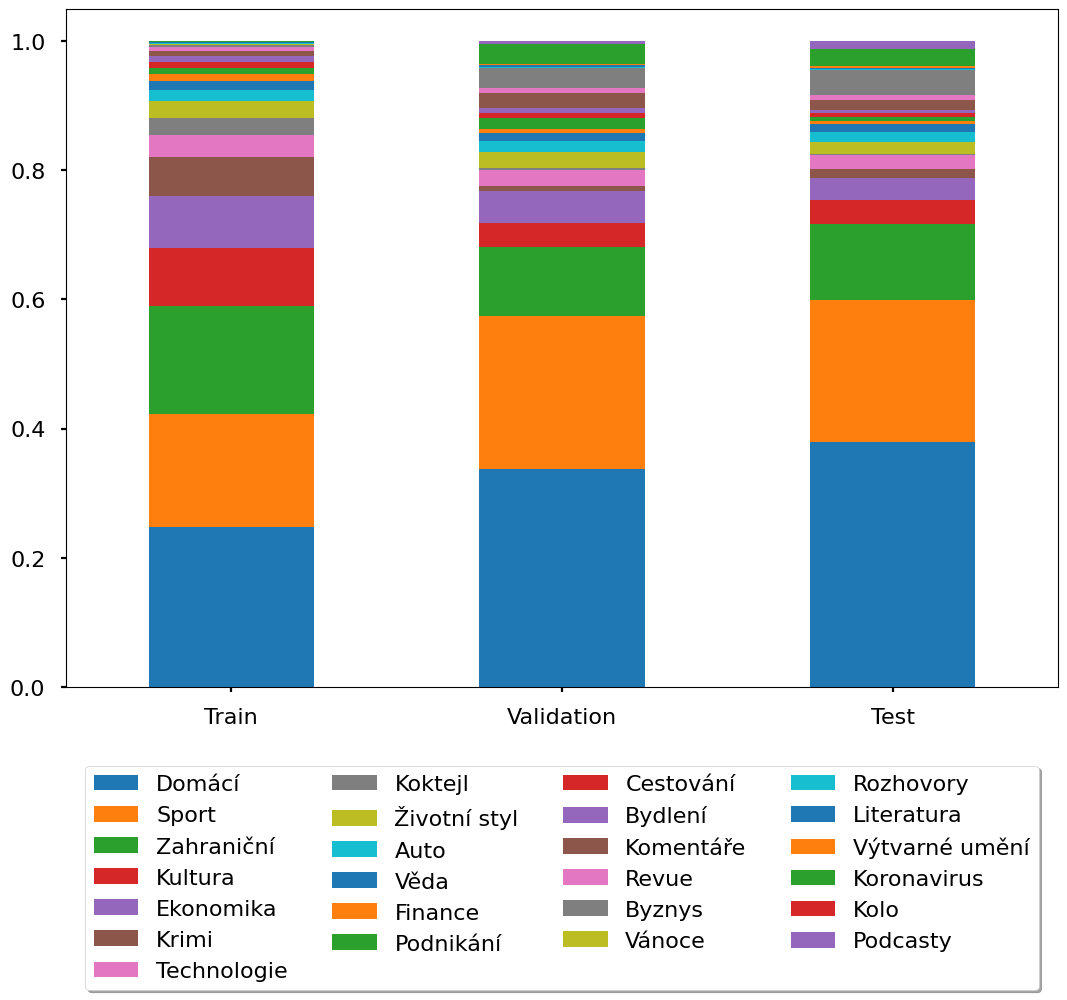 1.0
0.8
0.6
0.4
0.2
0.0
Train Validation Test
Domácí
Sport
Zahraniční
Kultura
Ekonomika
Krimi
Technologie
Koktejl
Životní styl
Auto
Věda
Finance
Podnikání
Cestování
Bydlení
Komentáře
Revue
Byznys
Vánoce
Rozhovory
Literatura
Výtvarné umění
Koronavirus
Kolo
Podcasty